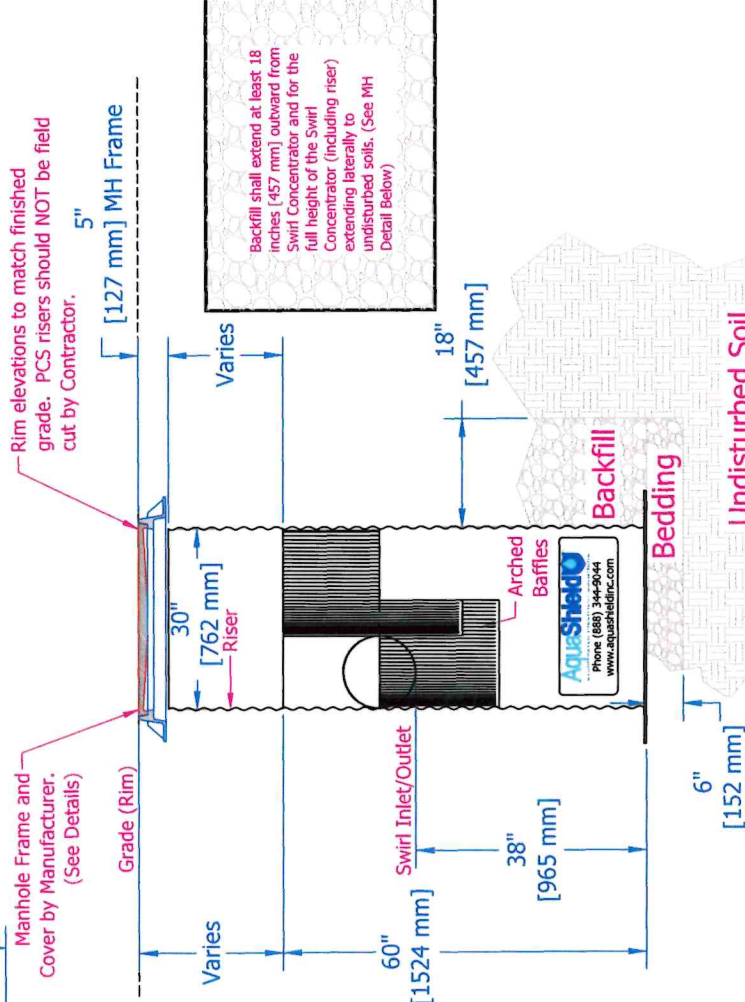 Rim elevations to match finished
grade. PCS risers should NOT be field
cut by Contractor.
Manhole Frame and
Cover by Manufacturer.
(See Details)
5"
[127 mm] MH Frame
Grade (Rim)
Varies
Varies
30"
[762 mm]
Riser
Backfill shall extend at least 18
inches [457 mm] outward from
Swirl Concentrator and for the
full height of the Swirl
Concentrator (including riser)
extending laterally to
undisturbed soils. (See MH
Detail Below)
18"
[457 mm]
Swirl Inlet/Outlet
38"
[965 mm]
60"
[1524 mm]
Arched
Baffles
AquaShield
Phone (888) 344-9044
www.aquashieldinc.com
Backfill
Bedding
Undisturbed Soil
6"
[152 mm]